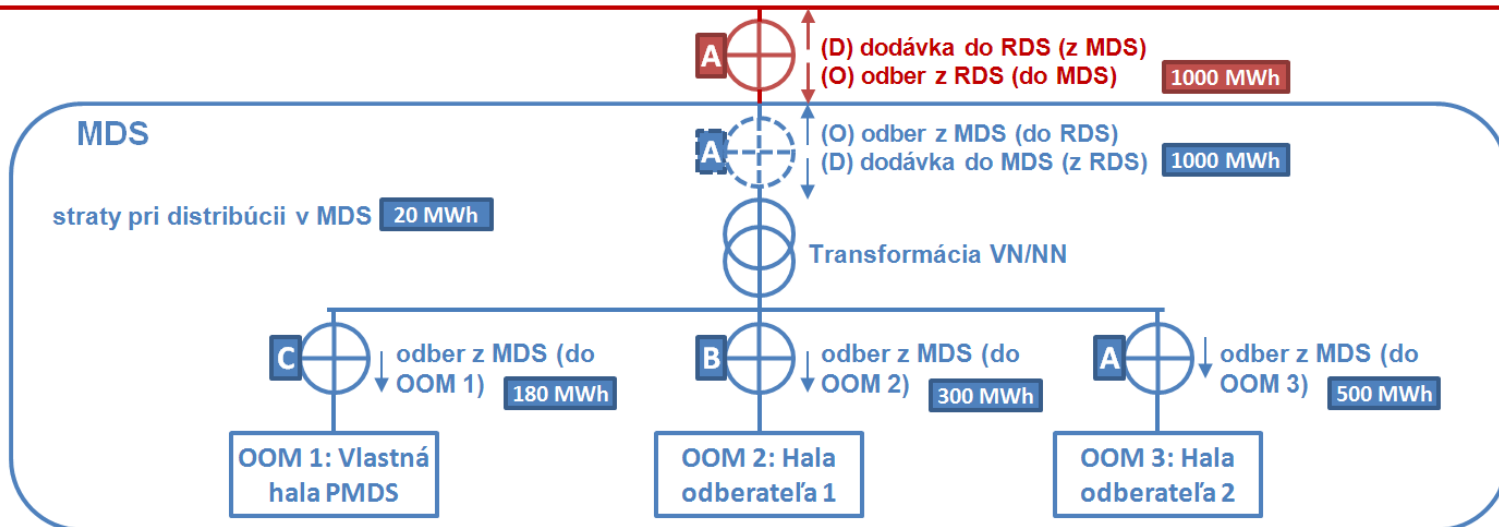 A
(D) dodávka do RDS (z MDS)
(O) odber z RDS (do MDS) 1000 MWh
MDS
A
(O) odber z MDS (do RDS)
(D) dodávka do MDS (z RDS) 1000 MWh
straty pri distribúcii v MDS 20 MWh
Transformácia VN/NN
C
odber z MDS (do
OOM 1) 180 MWh
B
odber z MDS (do
OOM 2) 300 MWh
A
odber z MDS (do
OOM 3) 500 MWh
OOM 1: Vlastná
hala PMDS
OOM 2: Hala
odberateľa 1
OOM 3: Hala
odberateľa 2